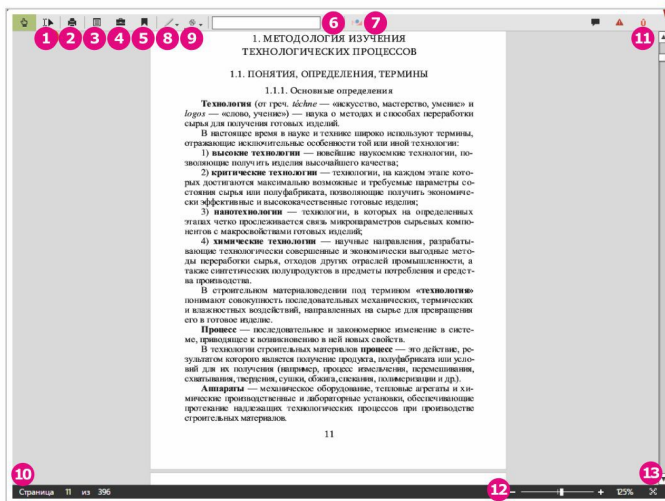 1 2 3 4 5 8 9 6 7 11
1. МЕТОДОЛОГИЯ ИЗУЧЕНИЯ
ТЕХНОЛОГИЧЕСКИХ ПРОЦЕССОВ
1.1. ПОНЯТИЯ, ОПРЕДЕЛЕНИЯ, ТЕРМИНЫ
1.1.1. Основные определения
Технология (от греч. téchne — «искусство, мастерство, умение» и
logos — «слово, учение») — наука о методах и способах переработки
сырья для получения готовых изделий.
В настоящее время в науке и технике широко используют термины,
отражающие исключительные особенности той или иной технологии:
1) высокие технологии — новейшие наукоемкие технологии, по-
зволяющие получить изделия высочайшего качества;
2) критические технологии — технологии, на каждом этапе кото-
рых достигаются максимально возможные и требуемые параметры со-
стояния сырья или полуфабриката, позволяющие получить экономиче-
ски эффективные и высококачественные готовые изделия;
3) нанотехнологии — технологии, в которых на определенных
этапах четко прослеживается связь микропараметров сырьевых компо-
нентов с макросвойствами готовых изделий;
4) химические технологии — научные направления, разрабаты-
вающие технологически совершенные и экономически выгодные мето-
ды переработки сырья, отходов других отраслей промышленности, а
также синтетических полупродуктов в предметы потребления и средст-
ва производства.
В строительном материаловедении под термином «технология»
понимают совокупность последовательных механических, термических
и влажностных воздействий, направленных на сырье для превращения
его в готовое изделие.
Процесс — последовательное и закономерное изменение в систе-
ме, приводящее к возникновению в ней новых свойств.
В технологии строительных материалов процесс — это действие, ре-
зультатом которого является получение продукта, полуфабриката или усло-
вий для их получения (например, процесс измельчения, перемешивания,
схватывания, твердения, сушки, обжига, спекания, полимеризации и др.).
Аппараты — механическое оборудование, тепловые агрегаты и хи-
мические производственные и лабораторные установки, обеспечивающие
протекание надлежащих технологических процессов при производстве
строительных материалов.
11
10 12 13
Страница 11 из 396 125%